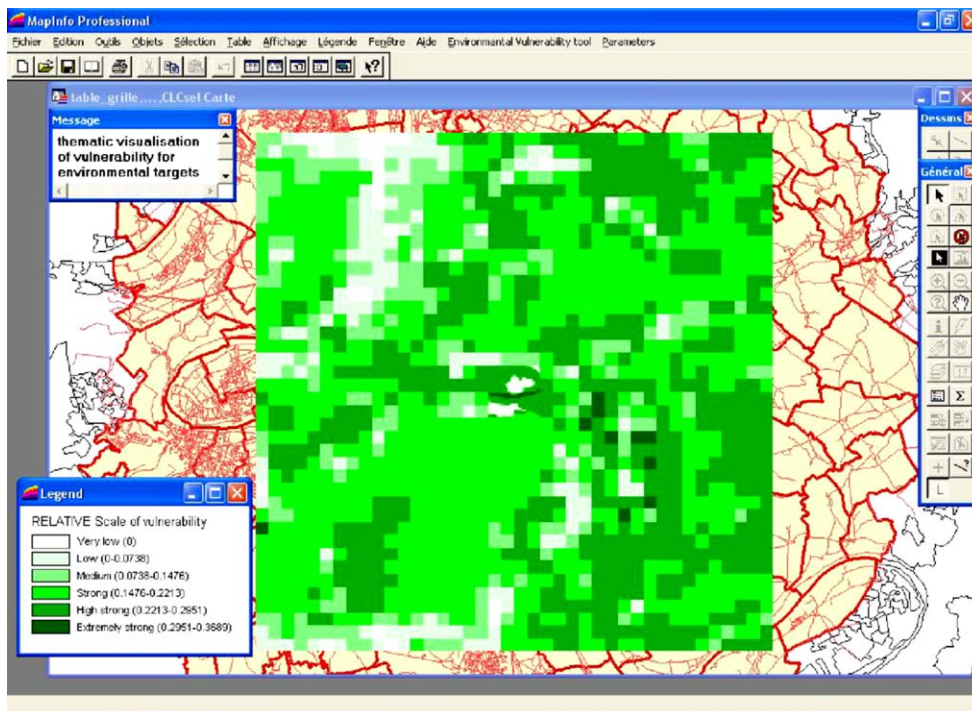 MapInfo Professional
Fichier Edition Outils Objets Sélection Table Affichage Légende Fenêtre Aide Environmantal Vulnerability tool Parameters
table_grille,...,CLCsel Carte
Message
thematic visualisation
of vulnerability for
environmental targets
Dessins
Général
Legend
RELATIVE Scale of vulnerability
Very low (0)
Low (0-0.0738)
Medium (0.0738-0.1476)
Strong (0.1476-0.2213)
High strong (0.2213-0.2951)
Extremely strong (0.2951-0.3689)